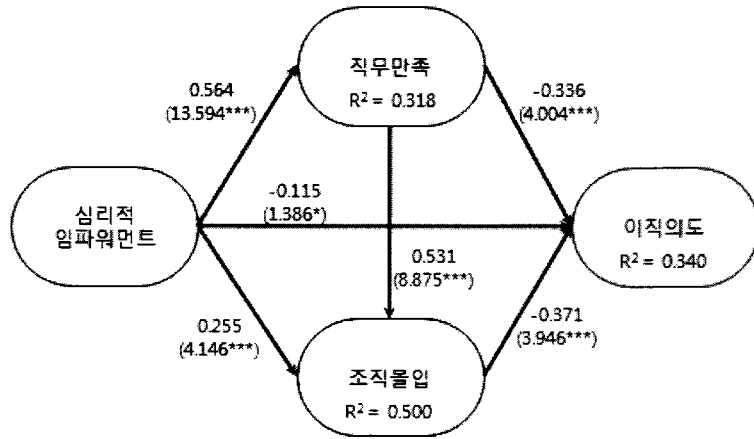 직무만족
R² = 0.318
0.564
(13.594***)
-0.336
(4.004***)
심리적
임파워먼트
-0.115
(1.386*)
이직의도
R² = 0.340
0.531
(8.875***)
0.255
(4.146***)
-0.371
(3.946***)
조직몰입
R² = 0.500